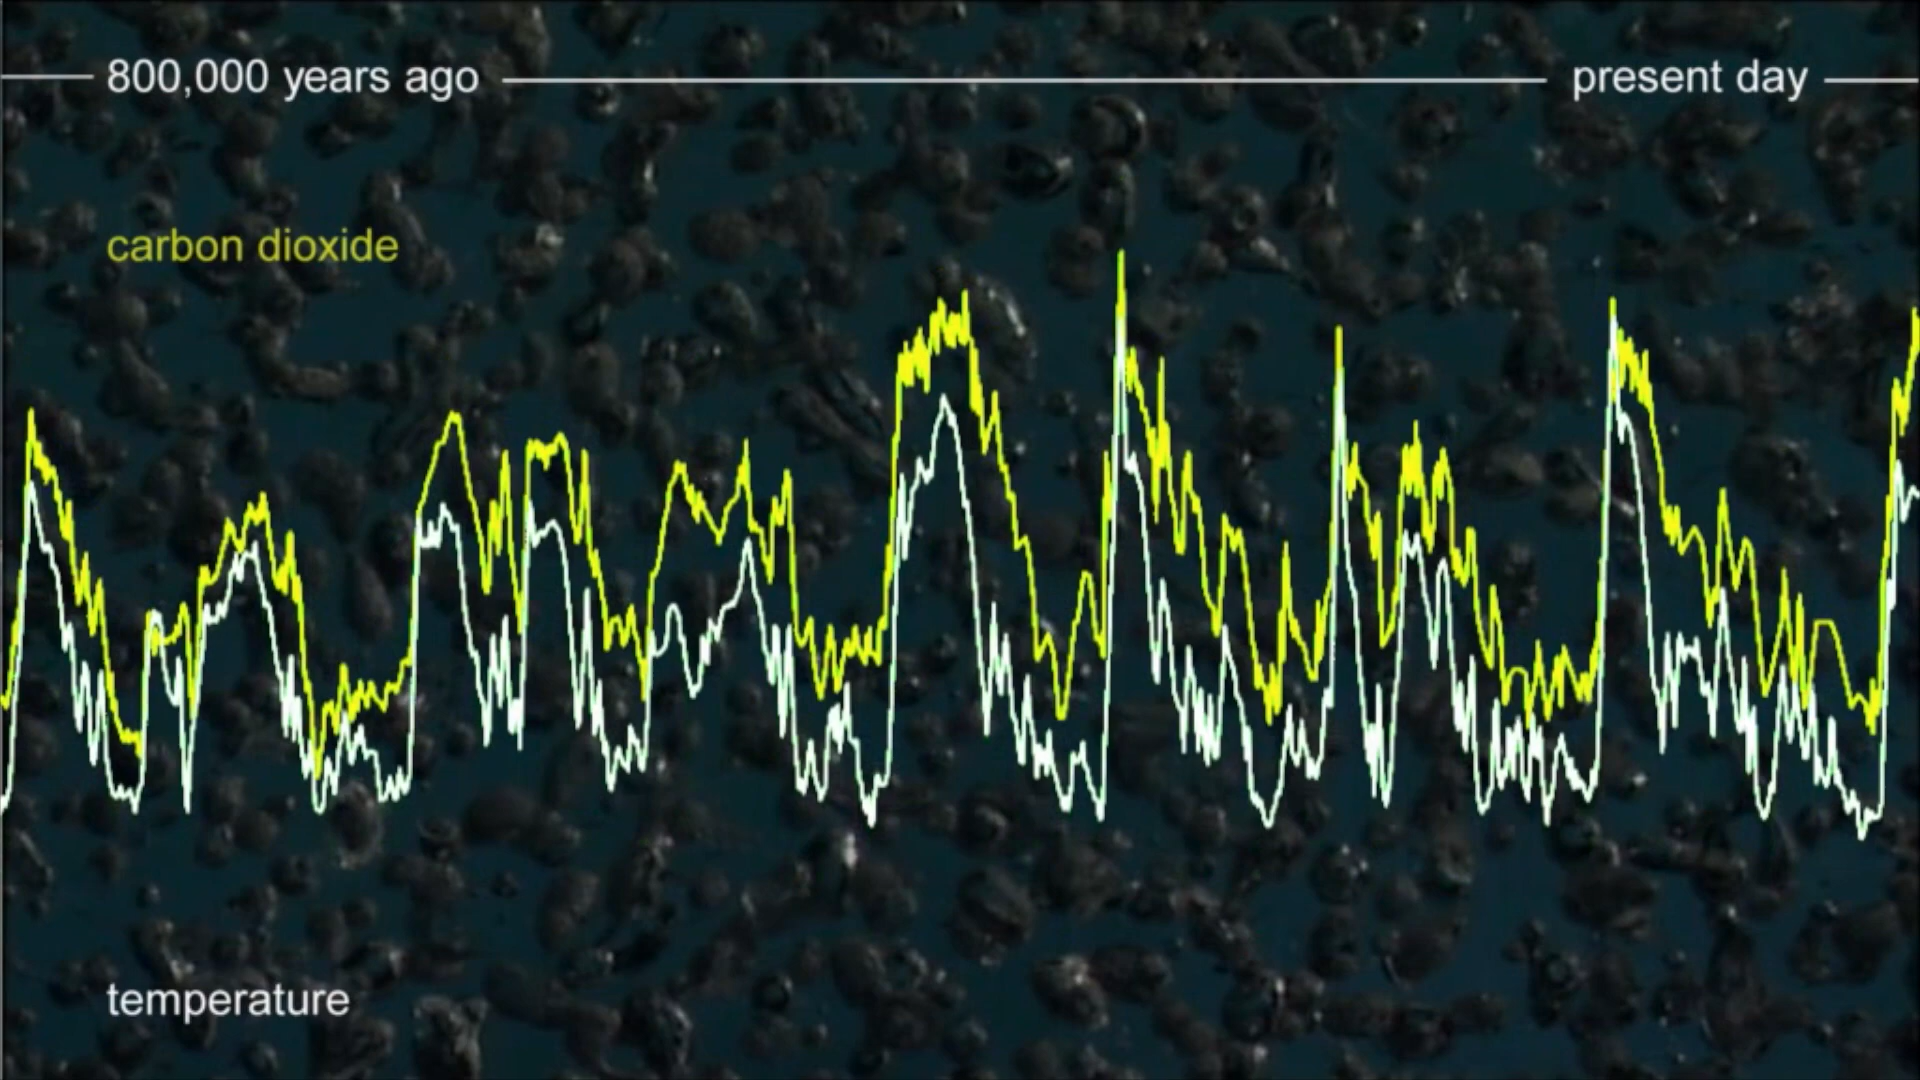 800,000 years ago
present day
carbon dioxide
temperature